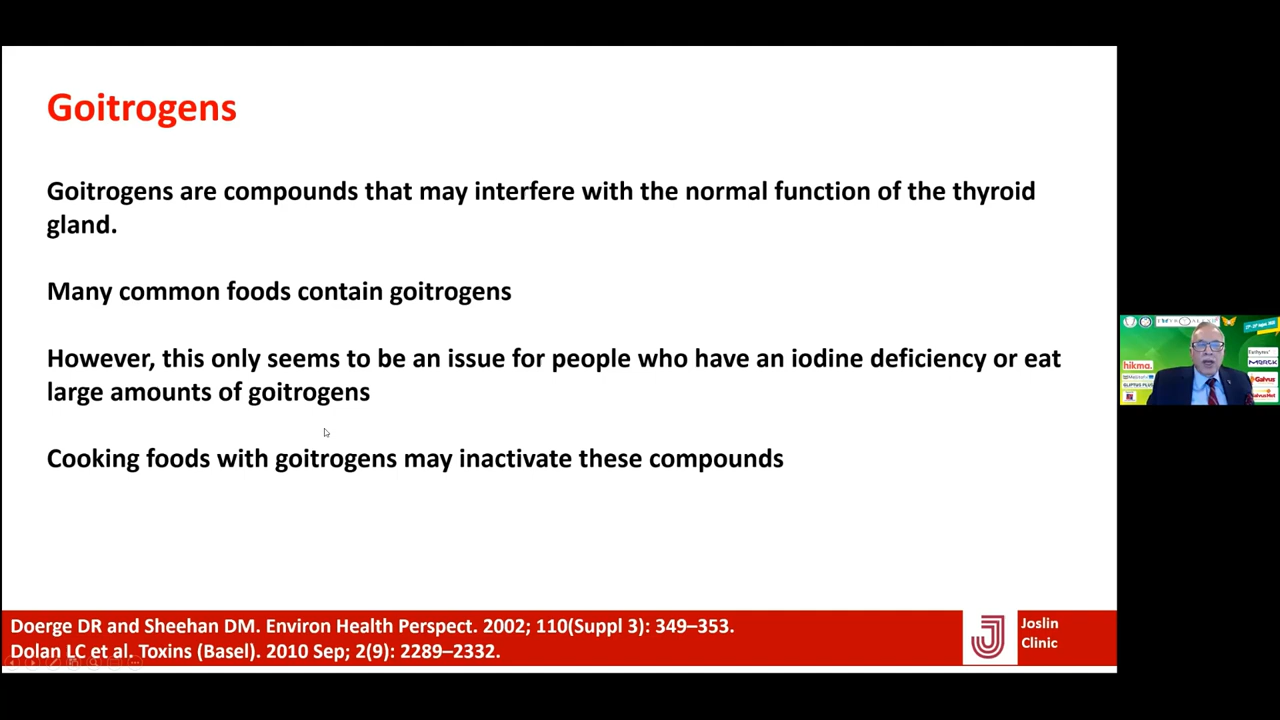 Goitrogens
Goitrogens are compounds that may interfere with the normal function of the thyroid
gland.
Many common foods contain goitrogens
However, this only seems to be an issue for people who have an iodine deficiency or eat
large amounts of goitrogens
Cooking foods with goitrogens may inactivate these compounds
Doerge DR and Sheehan DM. Environ Health Perspect. 2002; 110(Suppl 3): 349–353.
Dolan LC et al. Toxins (Basel). 2010 Sep; 2(9): 2289–2332.
Joslin
Clinic
hikma.
MERCK
Galvus
GalvusMet